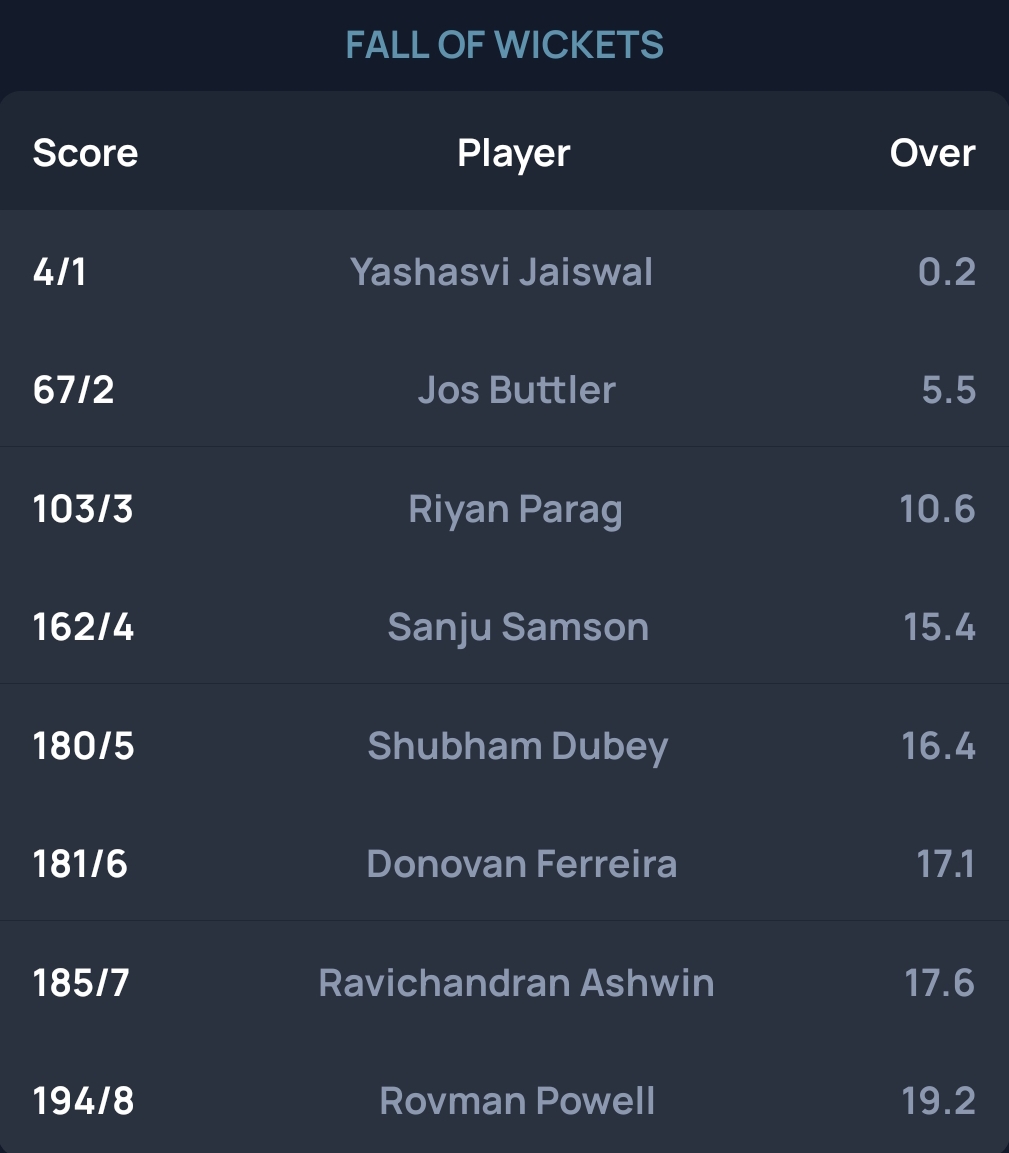 FALL OF WICKETS
Score Player Over
4/1 Yashasvi Jaiswal 0.2
67/2 Jos Buttler 5.5
103/3 Riyan Parag 10.6
162/4 Sanju Samson 15.4
180/5 Shubham Dubey 16.4
181/6 Donovan Ferreira 17.1
185/7 Ravichandran Ashwin 17.6
194/8 Rovman Powell 19.2